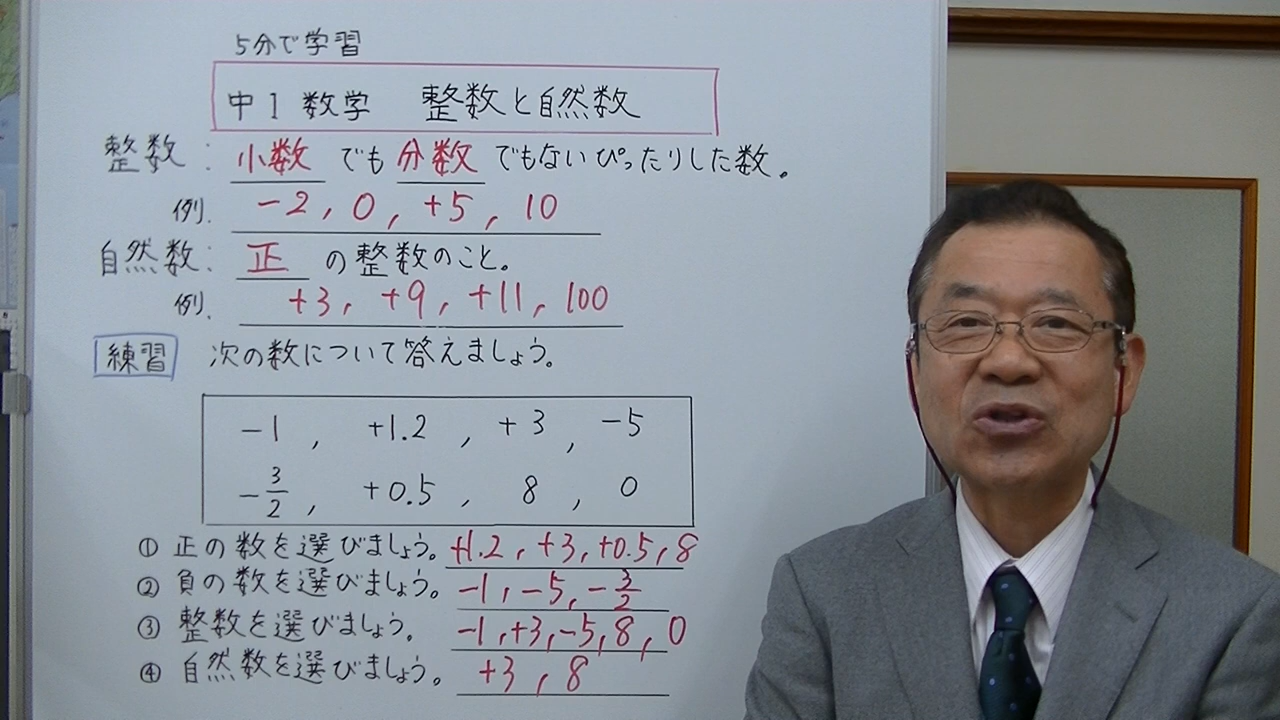 5分で学習
中1 数学 整数と自然数
整数: 小数 でも 分数 でもないぴったりした数。
例. -2, 0, +5, 10
自然数: 正 の整数のこと。
例. +3, +9, +11, 100
練習 次の数について答えましょう。
-1, +1.2, +3, -5
-3/2, +0.5, 8, 0
① 正の数を選びましょう。+1.2, +3, +0.5, 8
② 負の数を選びましょう。-1, -5, -3/2
③ 整数を選びましょう。-1, +3, -5, 8, 0
④ 自然数を選びましょう。+3, 8